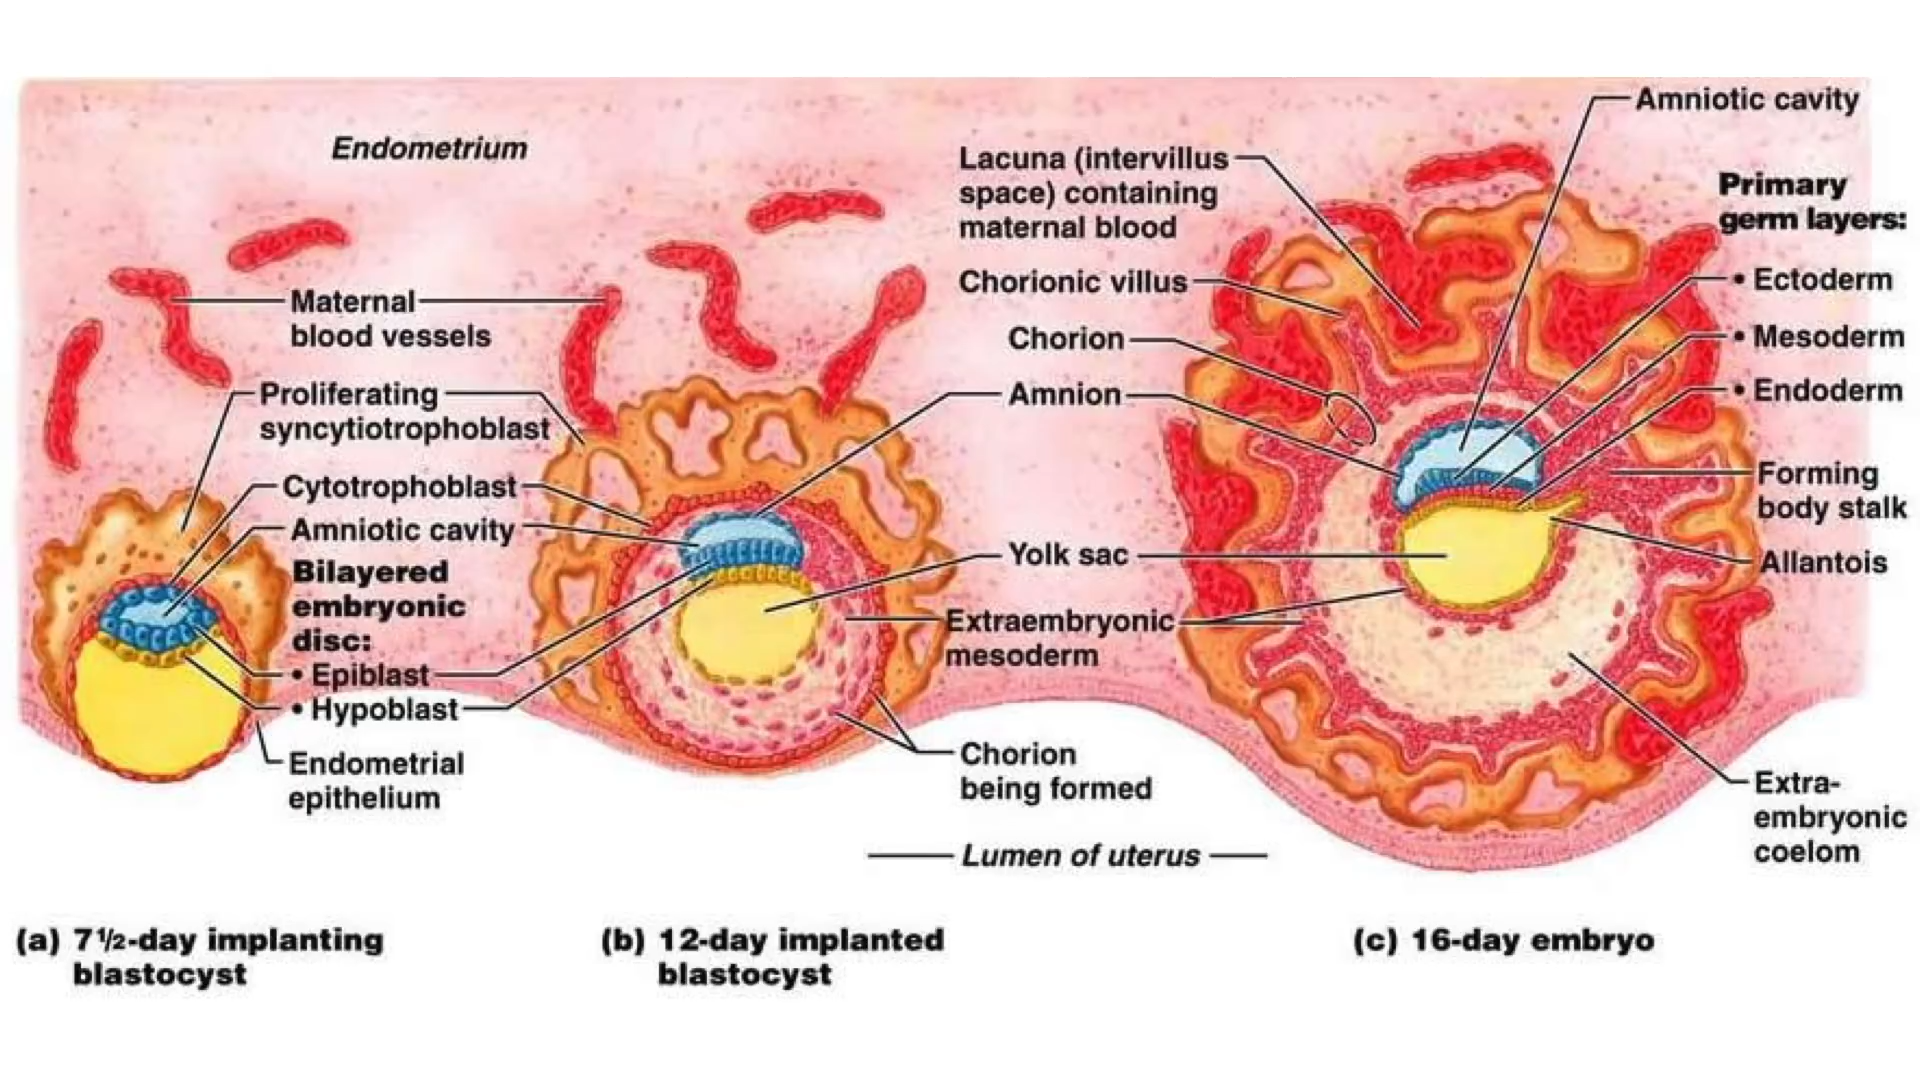 Endometrium
Maternal
blood vessels
Proliferating
syncytiotrophoblast
Cytotrophoblast
Amniotic cavity
Bilayered
embryonic
disc:
• Epiblast
• Hypoblast
Endometrial
epithelium
Lacuna (intervillus
space) containing
maternal blood
Chorionic villus
Chorion
Amnion
Yolk sac
Extraembryonic
mesoderm
Chorion
being formed
Lumen of uterus
Amniotic cavity
Primary
germ layers:
• Ectoderm
• Mesoderm
• Endoderm
Forming
body stalk
Allantois
Extra-
embryonic
coelom
(a) 7½-day implanting
blastocyst
(b) 12-day implanted
blastocyst
(c) 16-day embryo